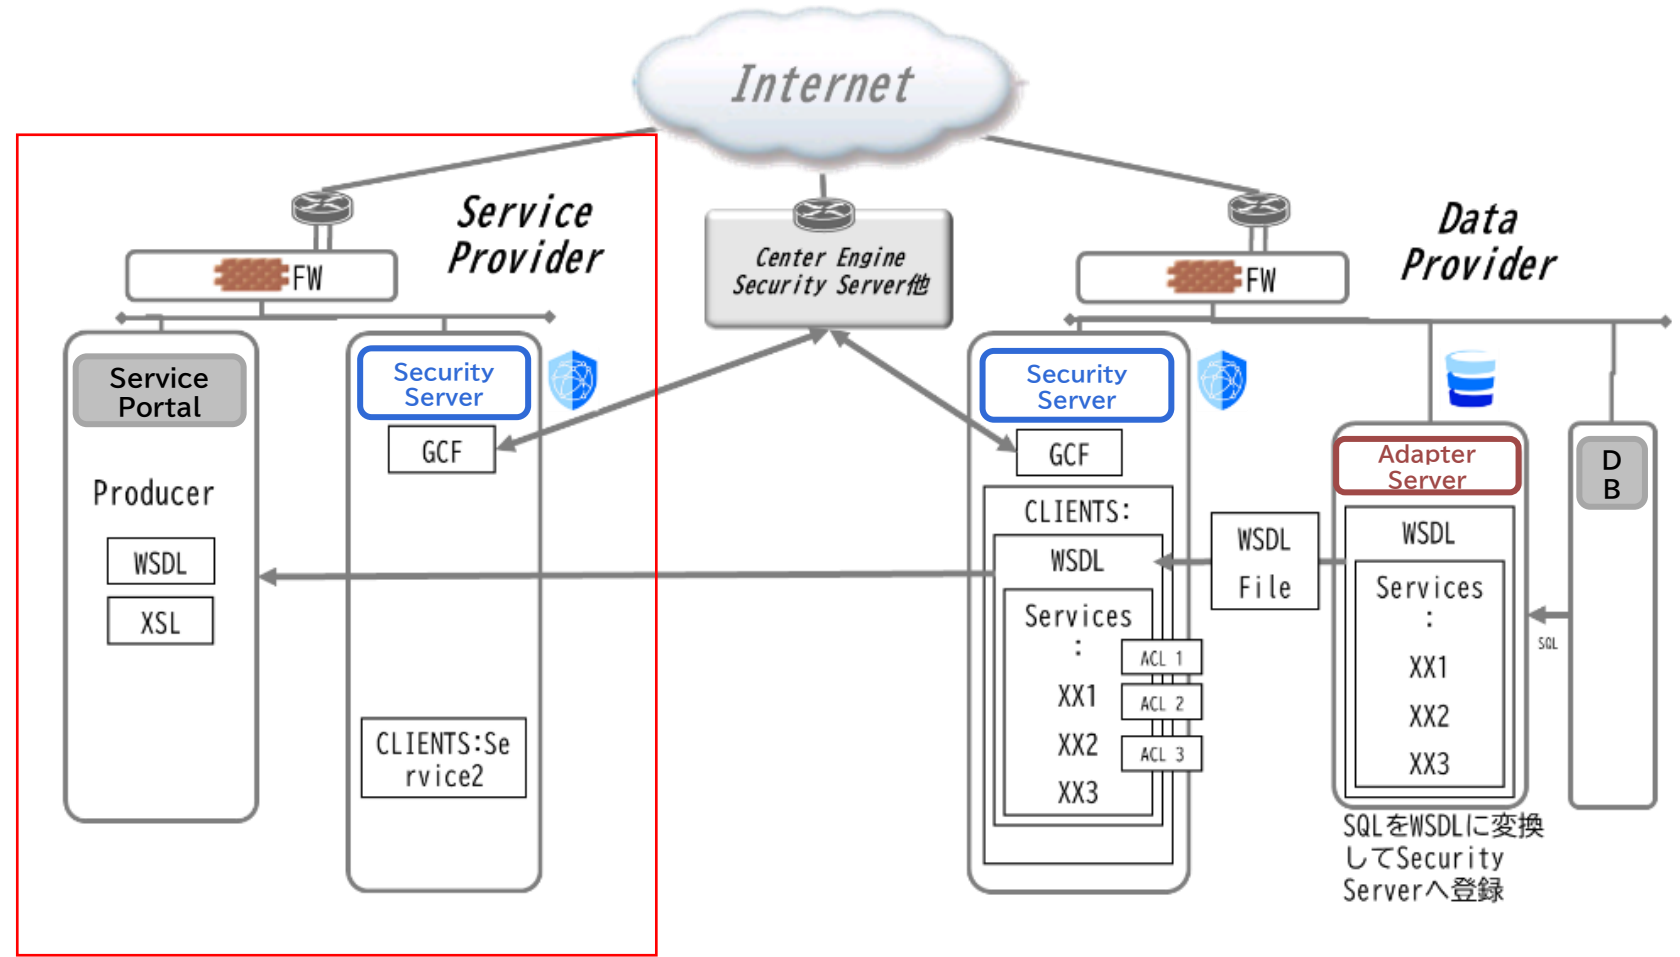 Internet
Service
Provider
FW
Center Engine
Security Server他
Data
Provider
FW
Service
Portal
Producer
WSDL
XSL
Security
Server
GCF
CLIENTS:Se
rvice2
Security
Server
GCF
CLIENTS:
WSDL
Services
:
XX1
XX2
XX3
ACL 1
ACL 2
ACL 3
WSDL
File
Adapter
Server
WSDL
Services
:
XX1
XX2
XX3
SQL
D
B
SQLをWSDLに変換
してSecurity
Serverへ登録